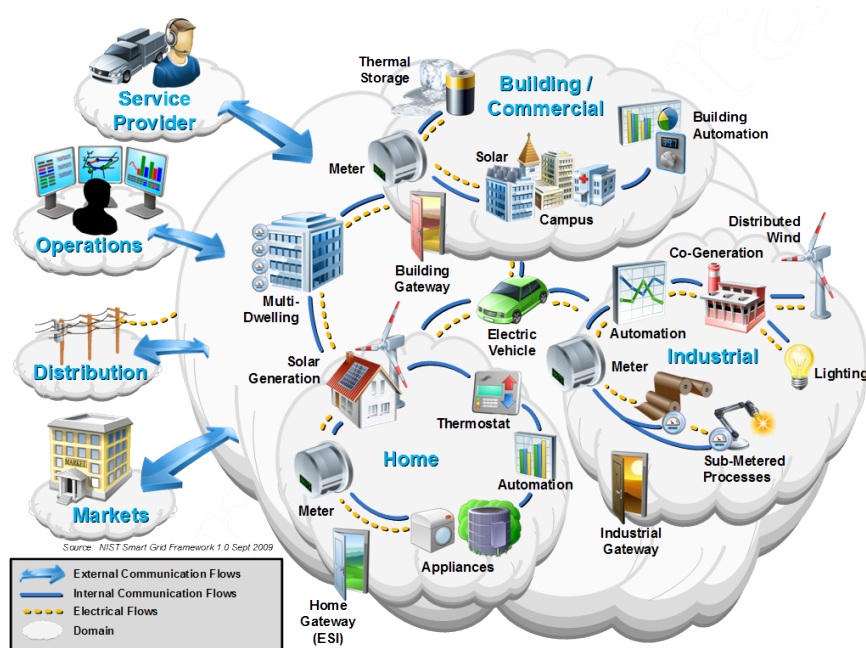 Service
Provider
Operations
Distribution
Markets
Thermal
Storage
Building /
Commercial
Building
Automation
Meter
Solar
Campus
Building
Gateway
Multi-
Dwelling
Solar
Generation
Electric
Vehicle
Distributed
Wind
Co-Generation
Automation
Meter
Industrial
Lighting
Sub-Metered
Processes
Industrial
Gateway
Thermostat
Home
Automation
Meter
Appliances
Home
Gateway
(ESI)
MARKET
Source: NIST Smart Grid Framework 1.0 Sept 2009
External Communication Flows
Internal Communication Flows
Electrical Flows
Domain